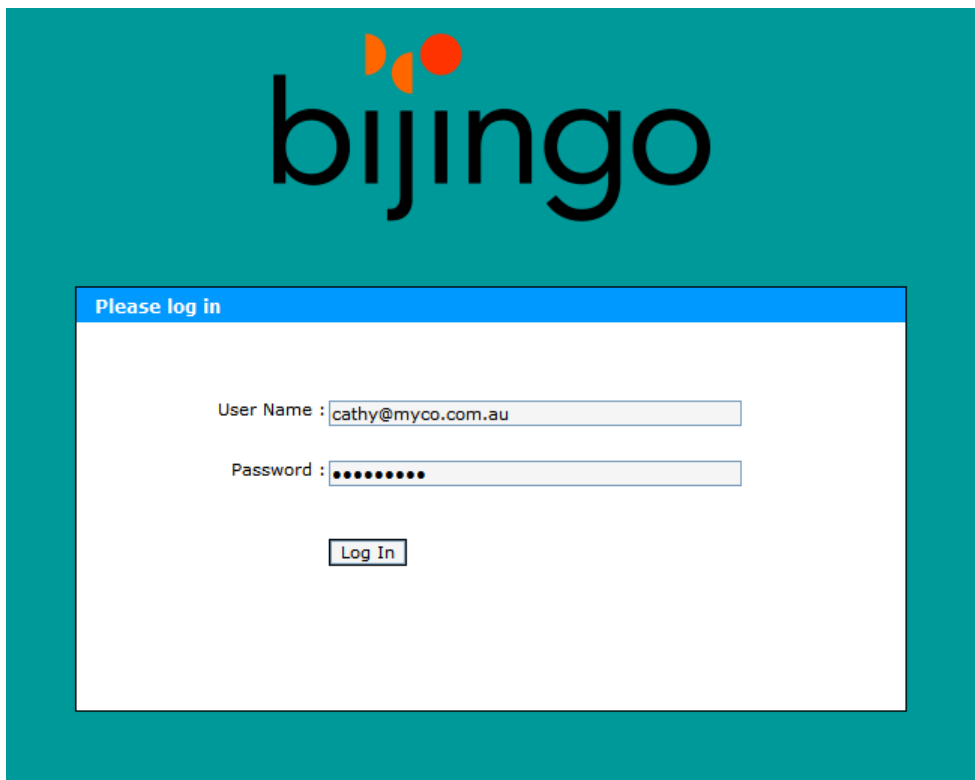 bijingo
Please log in
User Name : cathy@myco.com.au
Password : •••••••••
Log In